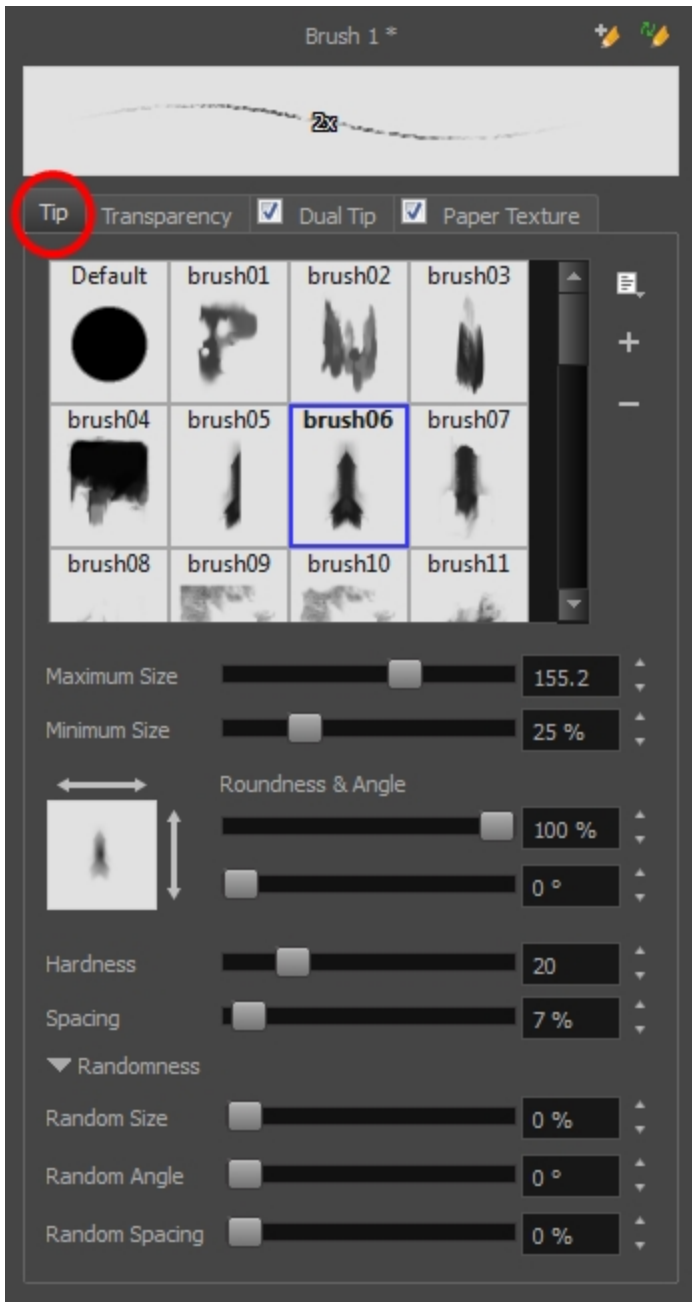 Brush 1 *
2x
Tip Transparency Dual Tip Paper Texture
Default brush01 brush02 brush03
brush04 brush05 brush06 brush07
brush08 brush09 brush10 brush11
Maximum Size 155.2
Minimum Size 25 %
Roundness & Angle
100 %
0 °
Hardness 20
Spacing 7 %
Randomness
Random Size 0 %
Random Angle 0 °
Random Spacing 0 %